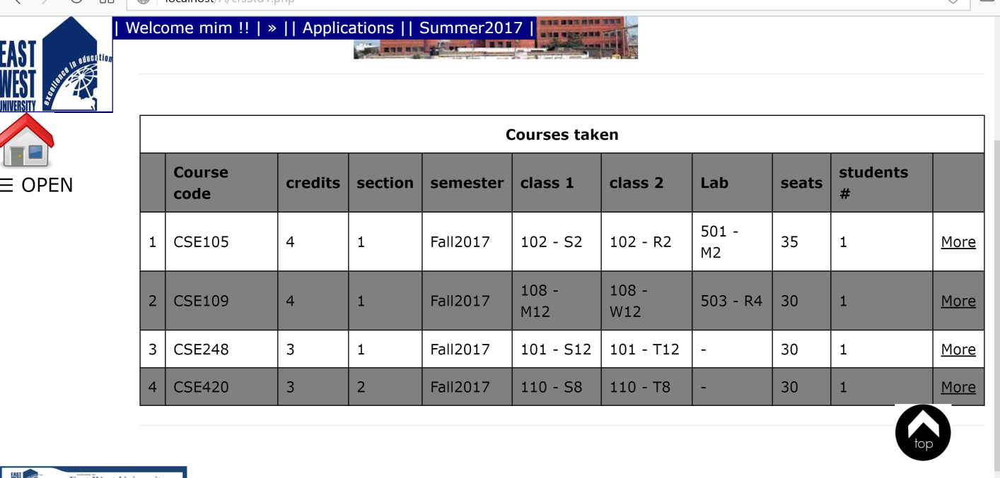 localhost/A/crsStd1.php
| Welcome mim !! | » || Applications || Summer2017 |
EAST
WEST
UNIVERSITY
excellence in education
☰ OPEN
Courses taken
Course code credits section semester class 1 class 2 Lab seats students #
1 CSE105 4 1 Fall2017 102 - S2 102 - R2 501 - M2 35 1 More
2 CSE109 4 1 Fall2017 108 - M12 108 - W12 503 - R4 30 1 More
3 CSE248 3 1 Fall2017 101 - S12 101 - T12 - 30 1 More
4 CSE420 3 2 Fall2017 110 - S8 110 - T8 - 30 1 More
top